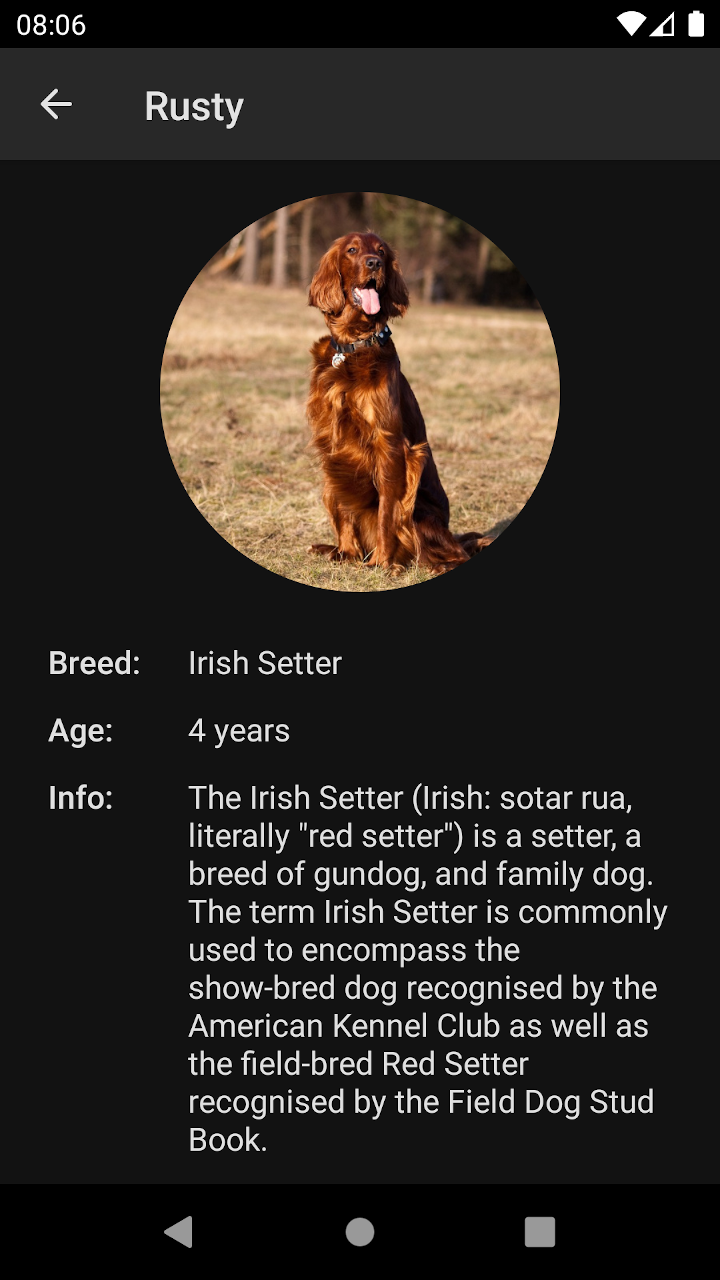 08:06
Rusty
Breed: Irish Setter
Age: 4 years
Info: The Irish Setter (Irish: sotar rua,
literally "red setter") is a setter, a
breed of gundog, and family dog.
The term Irish Setter is commonly
used to encompass the
show-bred dog recognised by the
American Kennel Club as well as
the field-bred Red Setter
recognised by the Field Dog Stud
Book.